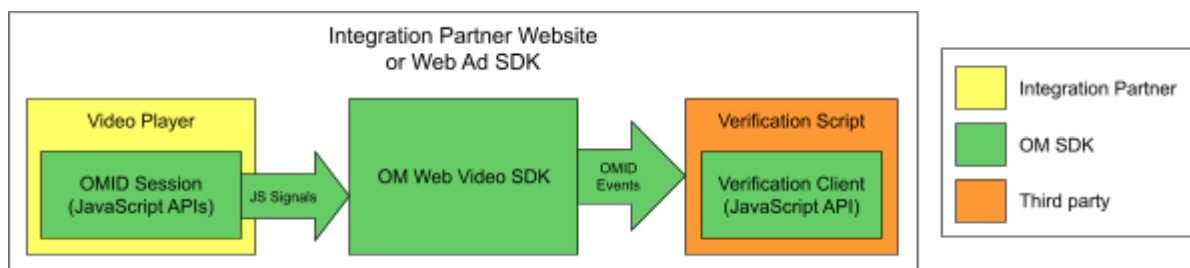 Integration Partner Website
or Web Ad SDK
Video Player
OMID Session
(JavaScript APIs)
JS Signals
OM Web Video SDK
OMID
Events
Verification Script
Verification Client
(JavaScript API)
Integration Partner
OM SDK
Third party